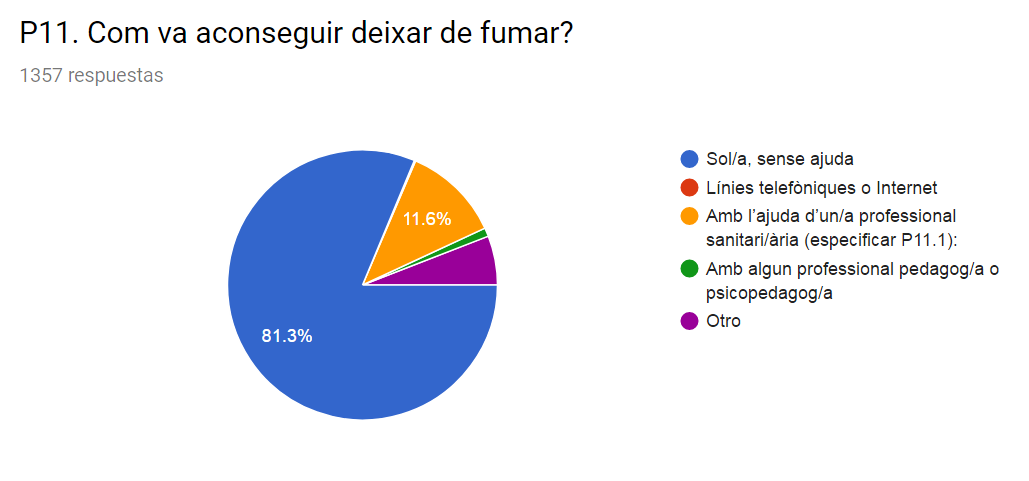 P11. Com va aconseguir deixar de fumar?
1357 respuestas
11.6%
81.3%
Sol/a, sense ajuda
Línies telefòniques o Internet
Amb l'ajuda d'un/a professional
sanitari/ària (especificar P11.1):
Amb algun professional pedagog/a o
psicopedagog/a
Otro